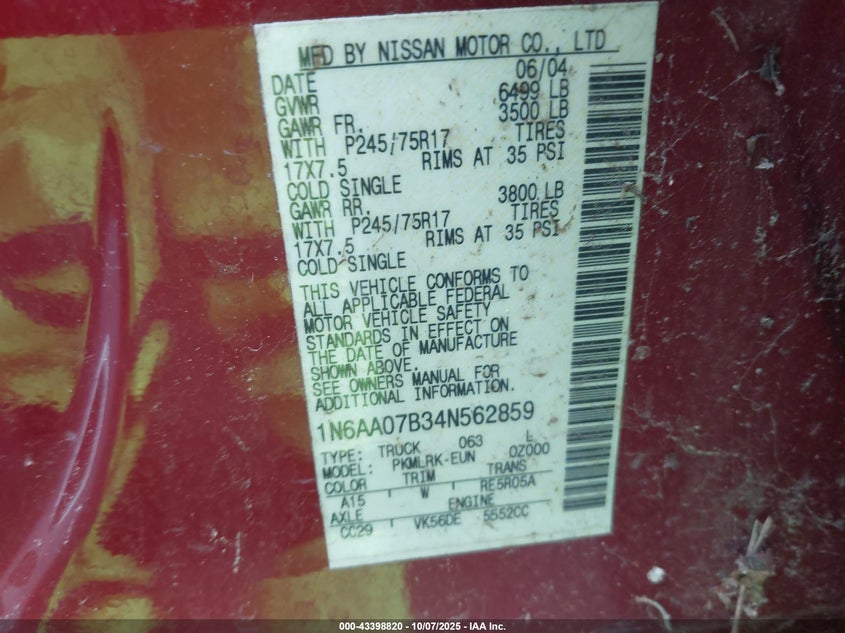 MFD BY NISSAN MOTOR CO., LTD
DATE 06/04
GVWR 6499 LB
GAWR FR. 3500 LB
WITH P245/75R17 TIRES
17X7.5 RIMS AT 35 PSI
COLD SINGLE
GAWR RR. 3800 LB
WITH P245/75R17 TIRES
17X7.5 RIMS AT 35 PSI
COLD SINGLE
THIS VEHICLE CONFORMS TO
ALL APPLICABLE FEDERAL
MOTOR VEHICLE SAFETY
STANDARDS IN EFFECT ON
THE DATE OF MANUFACTURE
SHOWN ABOVE.
SEE OWNERS MANUAL FOR
ADDITIONAL INFORMATION.
1N6AA07B34N562859
TYPE: TRUCK 063 L
MODEL: PKMLRK-EUN 0Z000
COLOR TRIM TRANS
A15 W RE5R05A
AXLE ENGINE
CC29 VK56DE 5552CC
000-43398820 • 10/07/2025 - IAA Inc.